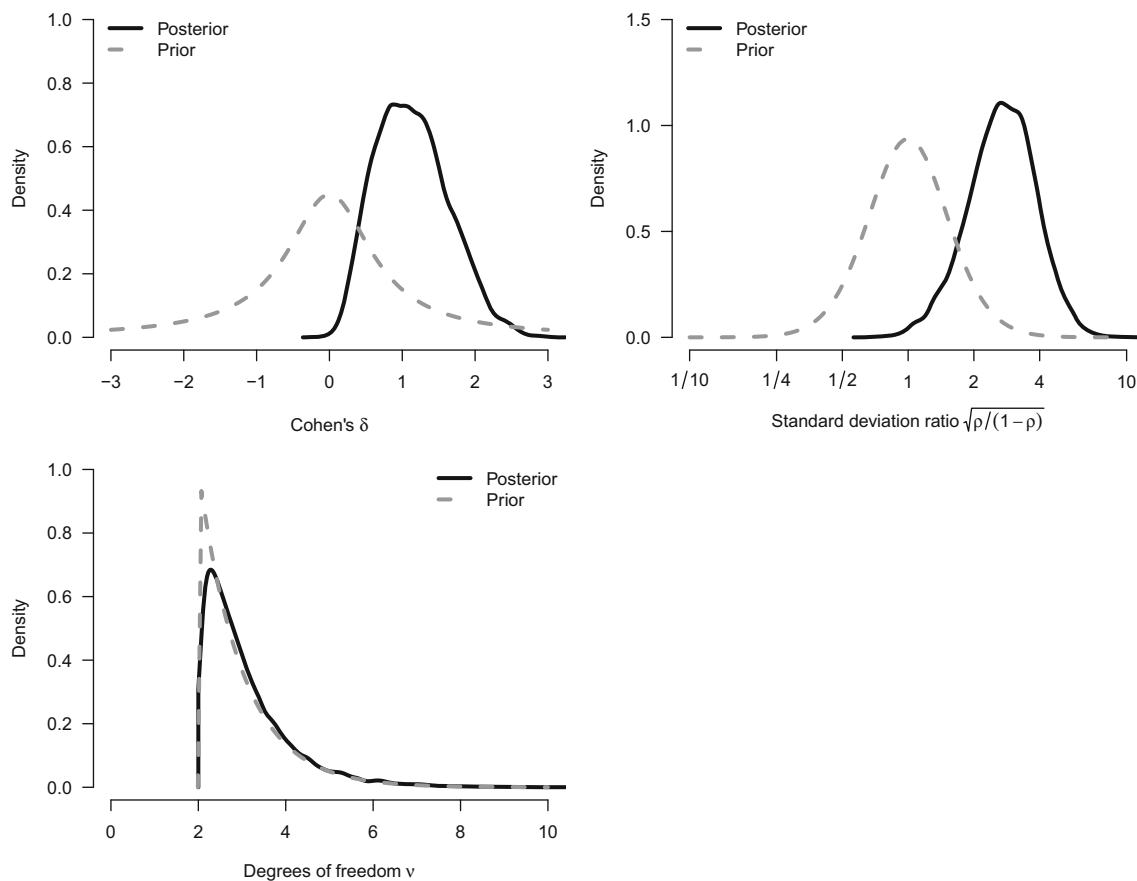 1.0
0.8
0.6
0.4
0.2
0.0
Density
Posterior
Prior
−3 −2 −1 0 1 2 3
Cohen's δ
1.5
1.0
0.5
0.0
Density
Posterior
Prior
1/10 1/4 1/2 1 2 4 10
Standard deviation ratio √ρ/(1−ρ)
1.0
0.8
0.6
0.4
0.2
0.0
Density
Posterior
Prior
0 2 4 6 8 10
Degrees of freedom ν